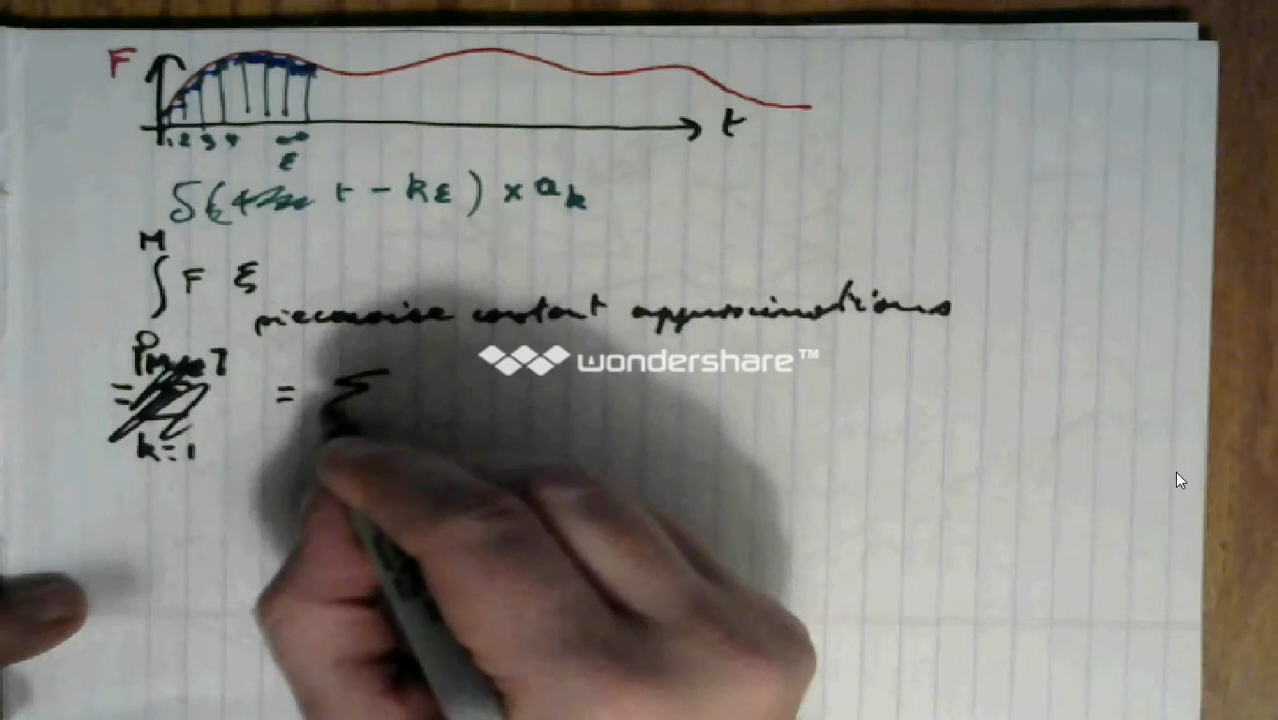 F
t
1 2 3 4
ε
δ( t - kε ) × a_k
M
∫ F ξ
0
piecewise constant approximations
wondershare™
= = Σ
k=1